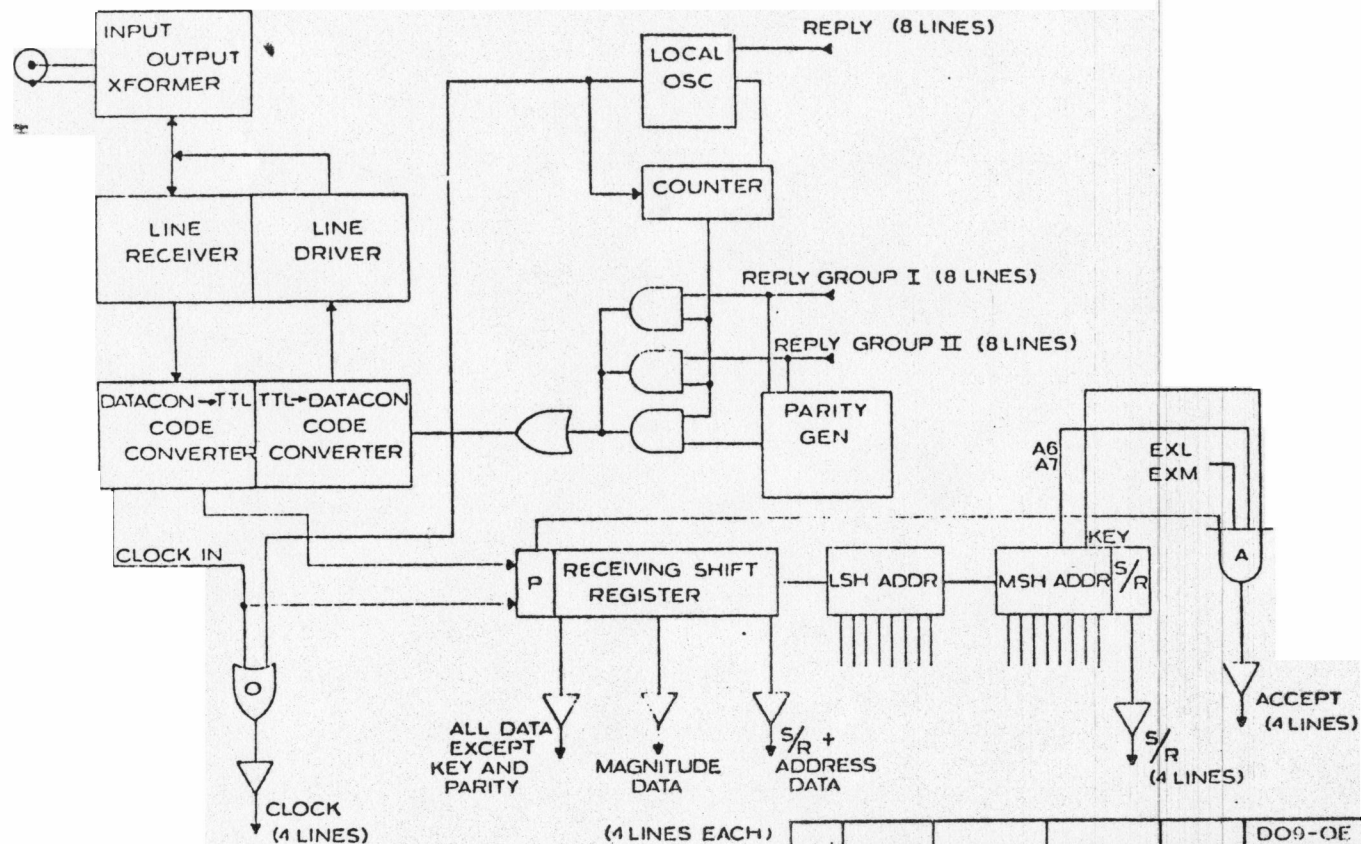 INPUT
OUTPUT
XFORMER
LOCAL
OSC
REPLY (8 LINES)
COUNTER
LINE
RECEIVER
LINE
DRIVER
REPLY GROUP I (8 LINES)
REPLY GROUP II (8 LINES)
DATACON→TTL
CODE
CONVERTER
TTL→DATACON
CODE
CONVERTER
PARITY
GEN
A6
A7
EXL
EXM
CLOCK IN
P
RECEIVING SHIFT
REGISTER
LSH ADDR
KEY
MSH ADDR
S/R
A
O
ALL DATA
EXCEPT
KEY AND
PARITY
MAGNITUDE
DATA
S/R +
ADDRESS
DATA
S/R
(4 LINES)
ACCEPT
(4 LINES)
CLOCK
(4 LINES)
(4 LINES EACH)
D09-OE